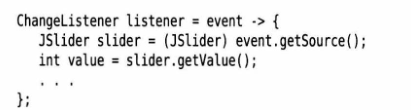 ChangeListener listener = event -> {
   JSlider slider = (JSlider) event.getSource();
   int value = slider.getValue();
   . . .
};